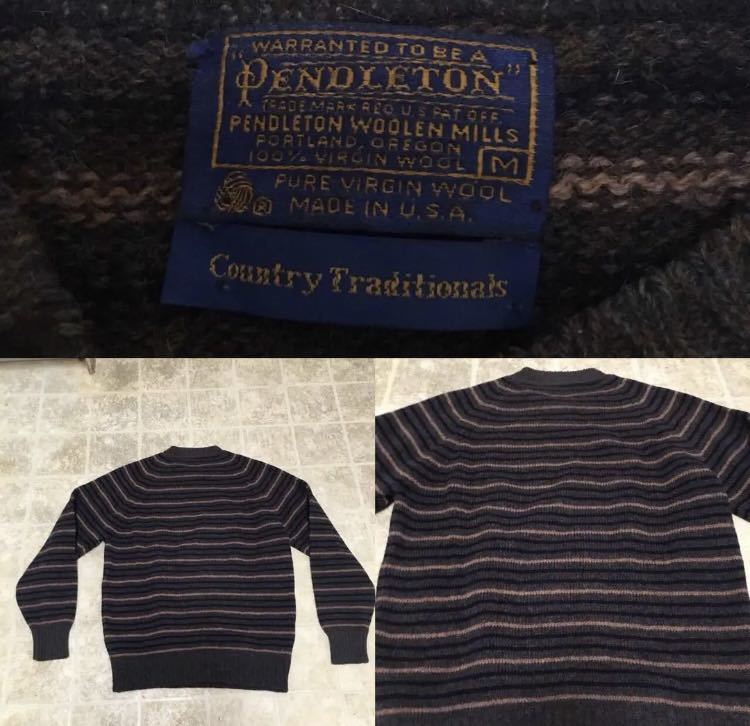 "WARRANTED TO BE A
PENDLETON"
TRADE MARK REG. U.S. PAT. OFF.
PENDLETON WOOLEN MILLS
PORTLAND, OREGON
100% VIRGIN WOOL M
PURE VIRGIN WOOL
® MADE IN U.S.A.
Country Traditionals